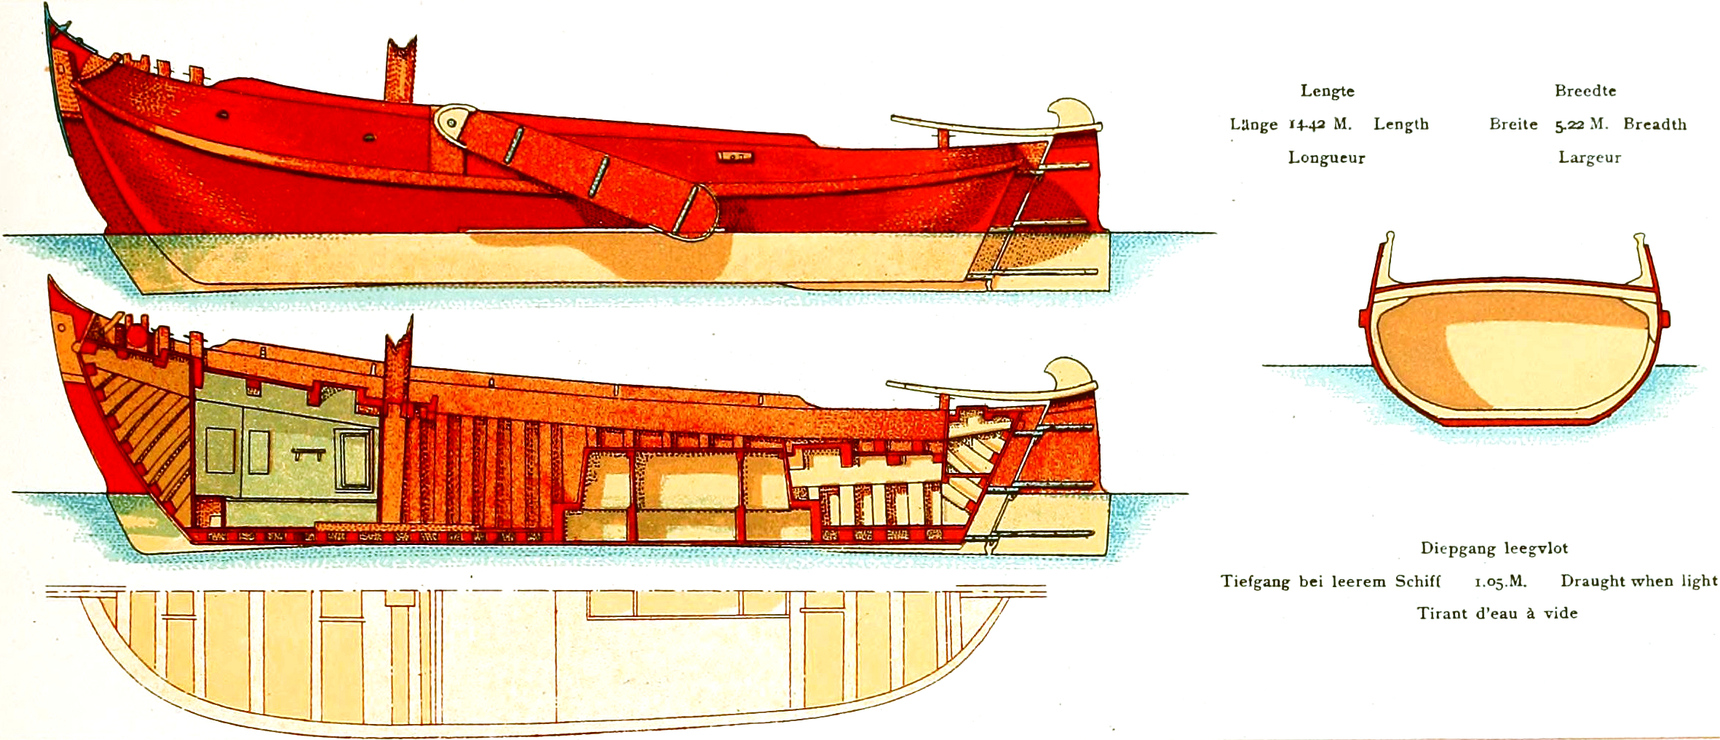 Lengte
Länge 14.42 M. Length
Longueur
Breedte
Breite 5.22 M. Breadth
Largeur
Diepgang leegvlot
Tiefgang bei leerem Schiff 1.05.M. Draught when light
Tirant d'eau à vide